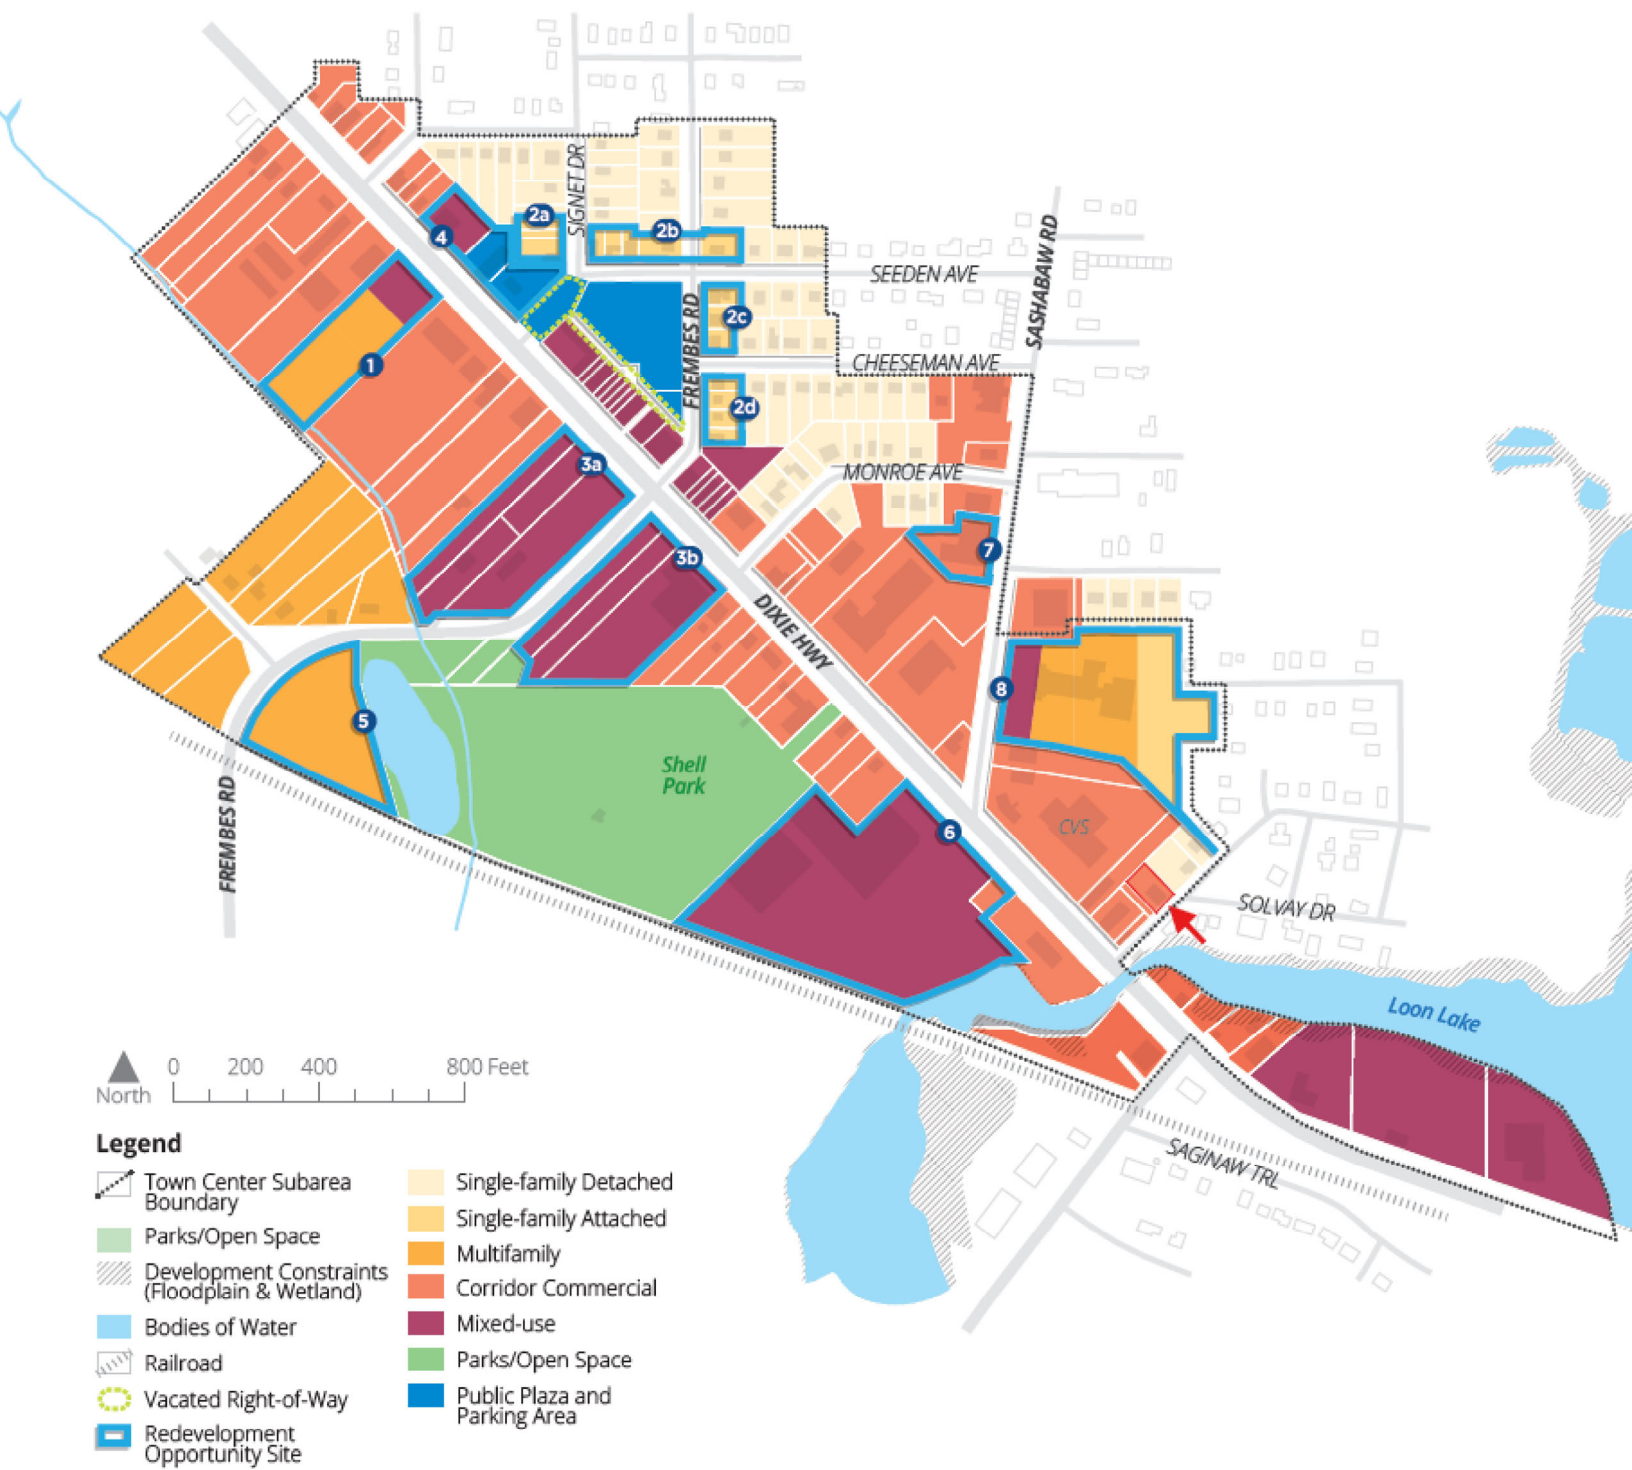 SIGNET DR
2a
2b
4
SASHABAW RD
SEEDEN AVE
FREMBES RD
2c
CHEESEMAN AVE
1
2d
3a
MONROE AVE
7
3b
DIXIE HWY
8
5
Shell
Park
FREMBES RD
6
CVS
SOLVAY DR
Loon Lake
SAGINAW TRL
North
0 200 400 800 Feet
Legend
Town Center Subarea
Boundary
Parks/Open Space
Development Constraints
(Floodplain & Wetland)
Bodies of Water
Railroad
Vacated Right-of-Way
Redevelopment
Opportunity Site
Single-family Detached
Single-family Attached
Multifamily
Corridor Commercial
Mixed-use
Parks/Open Space
Public Plaza and
Parking Area